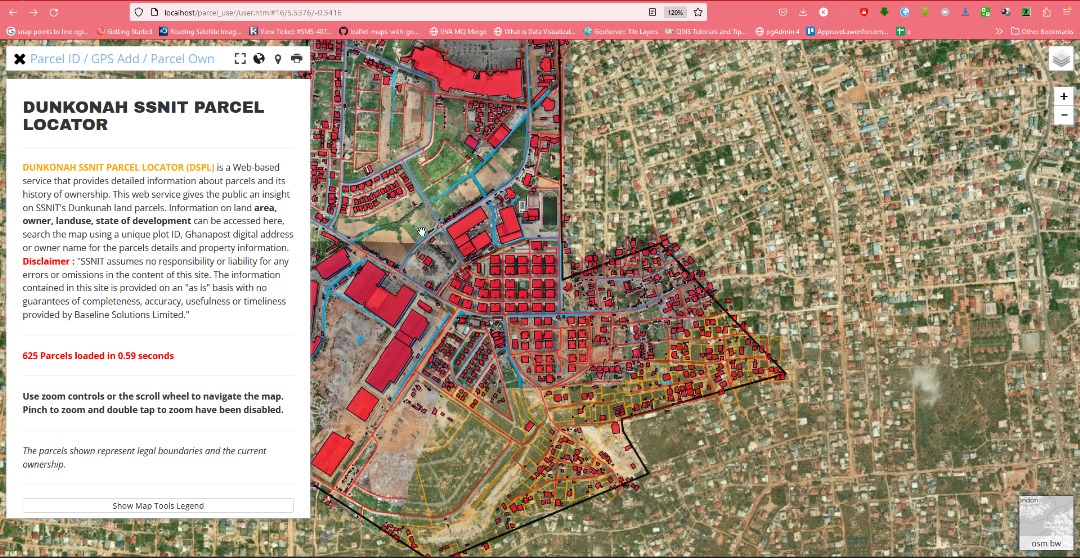 localhost/parcel_user/user.html#16/5.5376/-0.3416
120%
snap points to line qgi...
Getting Started
Reading Satellite Imag...
View Ticket: #SMS-407...
leaflet-maps-with-go...
GVA MQ Merge
What is Data Visualizat...
GeoServer: Tile Layers
QGIS Tutorials and Tip...
pgAdmin 4
ApprruveLawonforcem...
e
Other Bookmarks
Parcel ID / GPS Add / Parcel Own
DUNKONAH SSNIT PARCEL
LOCATOR
DUNKONAH SSNIT PARCEL LOCATOR (DSPL) is a Web-based
service that provides detailed information about parcels and its
history of ownership. This web service gives the public an insight
on SSNIT's Dunkunah land parcels. Information on land area,
owner, landuse, state of development can be accessed here,
search the map using a unique plot ID, Ghanapost digital address
or owner name for the parcels details and property information.
Disclaimer : "SSNIT assumes no responsibility or liability for any
errors or omissions in the content of this site. The information
contained in this site is provided on an "as is" basis with no
guarantees of completeness, accuracy, usefulness or timeliness
provided by Baseline Solutions Limited."
625 Parcels loaded in 0.59 seconds
Use zoom controls or the scroll wheel to navigate the map.
Pinch to zoom and double tap to zoom have been disabled.
The parcels shown represent legal boundaries and the current
ownership.
Show Map Tools Legend
+
-
ondon
osm bw